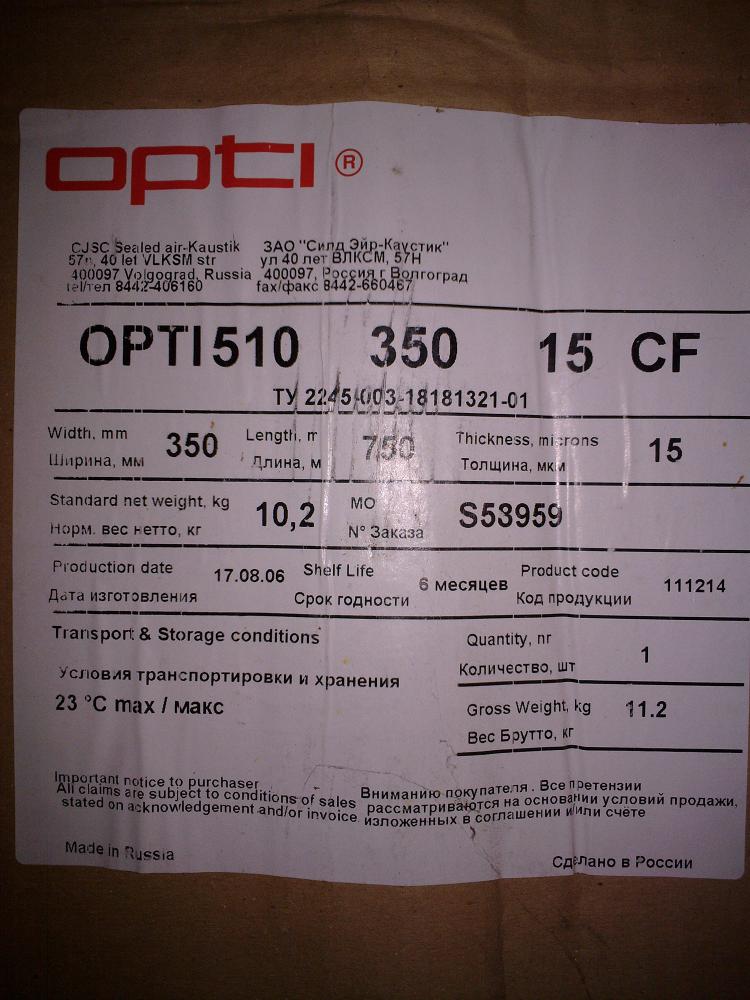 opti ®
CJSC Sealed air-Kaustik
57н, 40 let VLKSM str
400097 Volgograd, Russia
tel/тел 8442-406160
ЗАО "Силд Эйр-Каустик"
ул 40 лет ВЛКСМ, 57Н
400097, Россия г Волгоград
fax/факс 8442-660467
OPTI510 350 15 CF
ТУ 2245-003-18181321-01
Width, mm 350 Length, m 750 Thickness, microns 15
Ширина, мм Длина, м Толщина, мкм
Standard net weight, kg 10,2 МО S53959
Норм. вес нетто, кг N° Заказа
Production date 17.08.06 Shelf Life 6 месяцев Product code 111214
Дата изготовления Срок годности Код продукции
Transport & Storage conditions
Условия транспортировки и хранения
23 °C max / макс
Quantity, nr 1
Количество, шт
Gross Weight, kg 11.2
Вес Брутто, кг
Important notice to purchaser
All claims are subject to conditions of sales
stated on acknowledgement and/or invoice
Вниманию покупателя . Все претензии
рассматриваются на основании условий продажи,
изложенных в соглашении и/или счёте
Made in Russia
Сделано в России